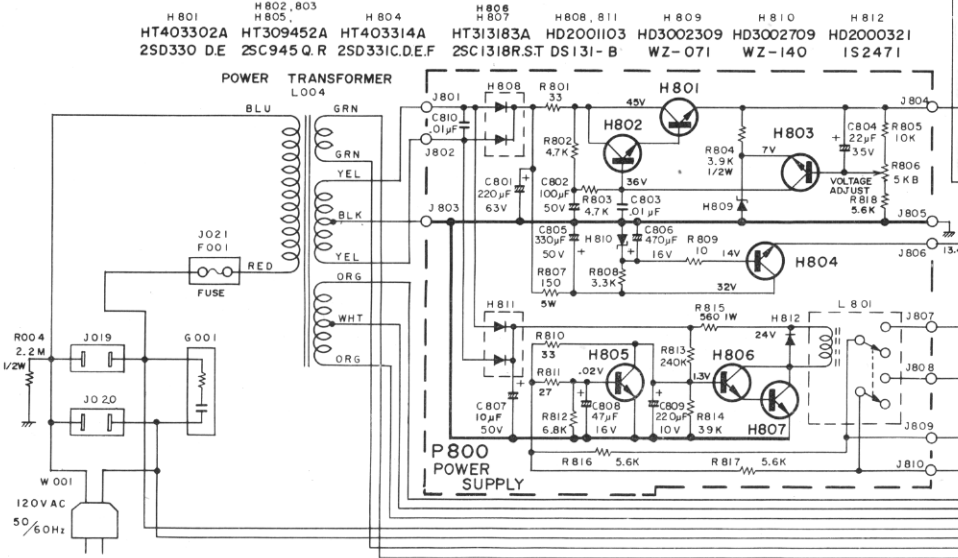 H801 H802,803 H805, H804 H806 H807 H808,811 H809 H810 H812
HT403302A HT309452A HT403314A HT313183A HD2001103 HD3002309 HD3002709 HD2000321
2SD330 D.E 2SC945 Q.R 2SD331C.D.E.F 2SC1318R.S.T DS131-B WZ-071 WZ-140 1S2471
POWER TRANSFORMER
L004
BLU
GRN
GRN
YEL
BLK
YEL
ORG
WHT
ORG
RED
J021
F001
FUSE
R004
2.2M
1/2W
J019
G001
J020
W001
120VAC
50/60Hz
J801
C810
.01µF
J802
J803
H808
R801
33
45V
H801
H802
R802
4.7K
36V
C801
220µF
63V
C802
100µF
50V
R803
4.7K
C803
.01µF
R804
3.9K
1/2W
7V
H803
H809
C804
22µF
35V
R805
10K
R806
5KB
VOLTAGE
ADJUST
R818
5.6K
J804
J805
J806
13.4
C805
330µF
50V
H810
C806
470µF
16V
R809
10
14V
H804
R807
150
5W
R808
3.3K
32V
H811
R815
560 1W
H812
24V
L801
J807
J808
J809
J810
R810
33
R811
27
.02V
H805
R813
240K
1.3V
H806
H807
C807
10µF
50V
R812
6.8K
C808
47µF
16V
C809
220µF
10V
R814
39K
R816
5.6K
R817
5.6K
P800
POWER
SUPPLY